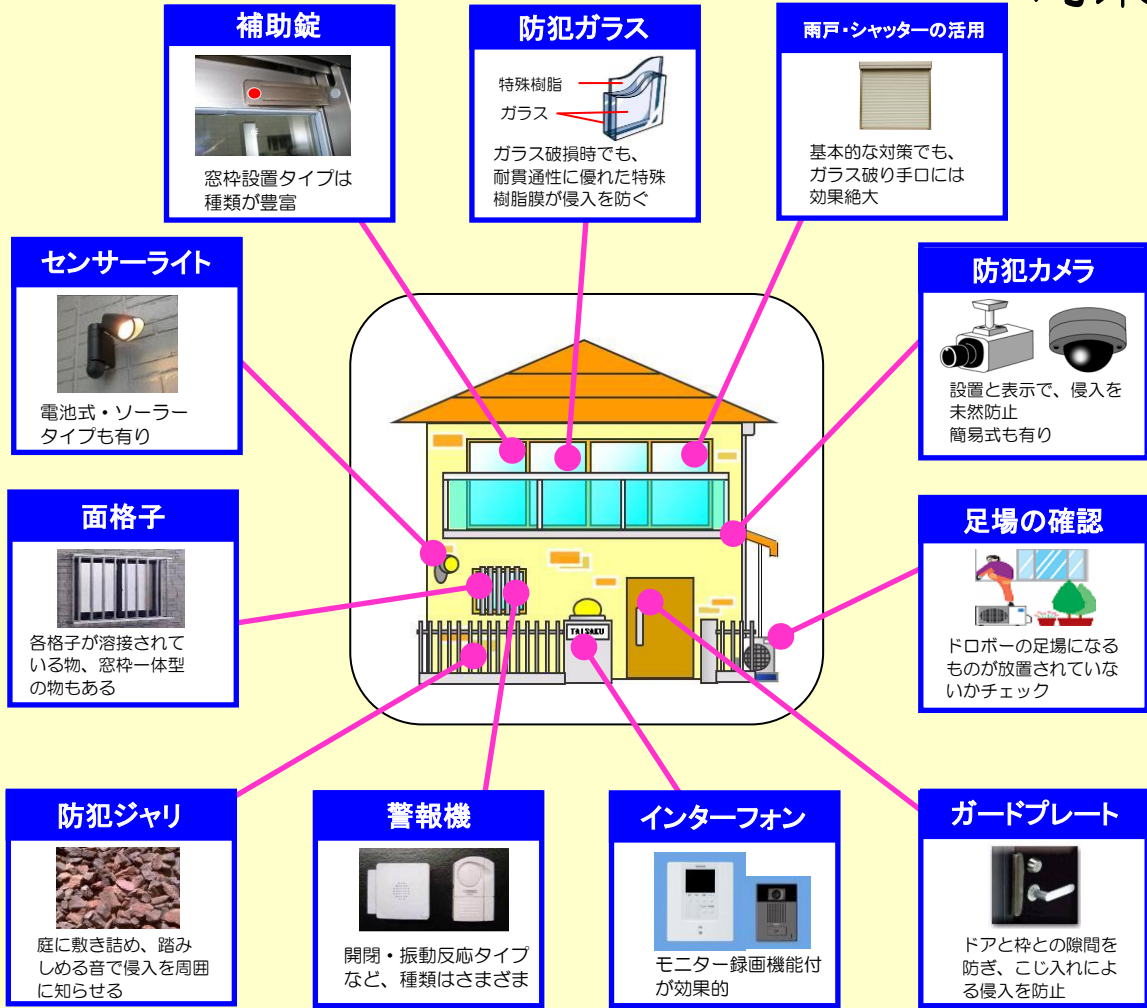 補助錠
窓枠設置タイプは
種類が豊富
防犯ガラス
特殊樹脂
ガラス
ガラス破損時でも、
耐貫通性に優れた特殊
樹脂膜が侵入を防ぐ
雨戸・シャッターの活用
基本的な対策でも、
ガラス破り手口には
効果絶大
センサーライト
電池式・ソーラー
タイプも有り
防犯カメラ
設置と表示で、侵入を
未然防止
簡易式も有り
面格子
各格子が溶接されて
いる物、窓枠一体型
の物もある
足場の確認
ドロボーの足場になる
ものが放置されていな
いかチェック
TAISAKU
防犯ジャリ
庭に敷き詰め、踏み
しめる音で侵入を周囲
に知らせる
警報機
開閉・振動反応タイプ
など、種類はさまざま
インターフォン
モニター録画機能付
が効果的
ガードプレート
ドアと枠との隙間を
防ぎ、こじ入れによ
る侵入を防止